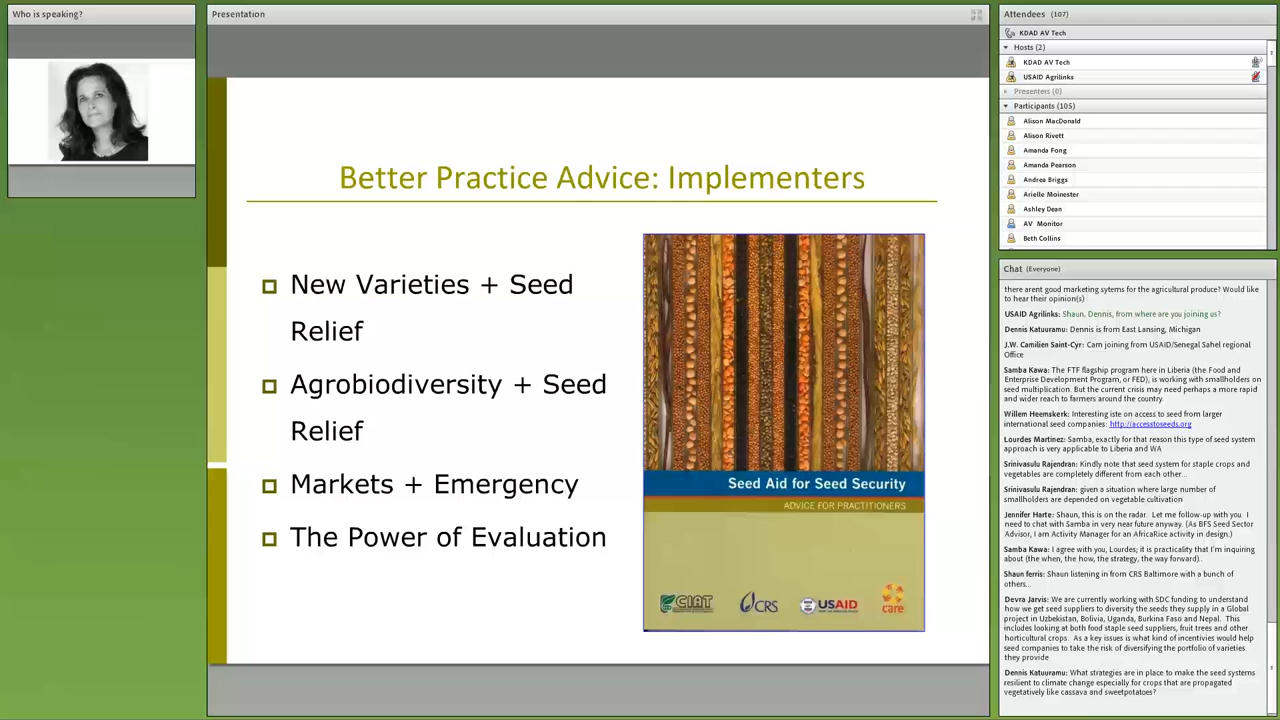 Who is speaking?
Presentation
Better Practice Advice: Implementers
New Varieties + Seed
Relief
Agrobiodiversity + Seed
Relief
Markets + Emergency
The Power of Evaluation
Seed Aid for Seed Security
ADVICE FOR PRACTITIONERS
CIAT
CRS
USAID
care
Attendees (107)
KDAD AV Tech
Hosts (2)
KDAD AV Tech
USAID Agrilinks
Presenters (0)
Participants (105)
Alison MacDonald
Alison Rivett
Amanda Fong
Amanda Pearson
Andrea Briggs
Arielle Moinester
Ashley Dean
AV Monitor
Beth Collins
Chat (Everyone)
there arent good marketing sytems for the agricultural produce? Would like
to hear their opinion(s)
USAID Agrilinks: Shaun, Dennis, from where are you joining us?
Dennis Katuuramu: Dennis is from East Lansing, Michigan
J.W. Camilien Saint-Cyr: Cam joining from USAID/Senegal Sahel regional
Office
Samba Kawa: The FTF flagship program here in Liberia (the Food and
Enterprise Development Program, or FED), is working with smallholders on
seed multiplication. But the current crisis may need perhaps a more rapid
and wider reach to farmers around the country.
Willem Heemskerk: Interesting iste on access to seed from larger
international seed companies: http://accesstoseeds.org
Lourdes Martinez: Samba, exactly for that reason this type of seed system
approach is very applicable to Liberia and WA
Srinivasulu Rajendran: Kindly note that seed system for staple crops and
vegetables are completely different from each other...
Srinivasulu Rajendran: given a situation where large number of
smallholders are depended on vegetable cultivation
Jennifer Harte: Shaun, this is on the radar. Let me follow-up with you. I
need to chat with Samba in very near future anyway. (As BFS Seed Sector
Advisor, I am Activity Manager for an AfricaRice activity in design.)
Samba Kawa: I agree with you, Lourdes; it is practicality that I'm inquiring
about (the when, the how, the strategy, the way forward)..
Shaun ferris: Shaun listening in from CRS Baltimore with a bunch of
others...
Devra Jarvis: We are currently working with SDC funding to understand
how we get seed suppliers to diversity the seeds they supply in a Global
project in Uzbekistan, Bolivia, Uganda, Burkina Faso and Nepal. This
includes looking at both food staple seed suppliers, fruit trees and other
horticultural crops. As a key issues is what kind of incentivies would help
seed companies to take the risk of diversifying the portfolio of varieties
they provide
Dennis Katuuramu: What strategies are in place to make the seed systems
resilient to climate change especially for crops that are propagated
vegetatively like cassava and sweetpotatoes?